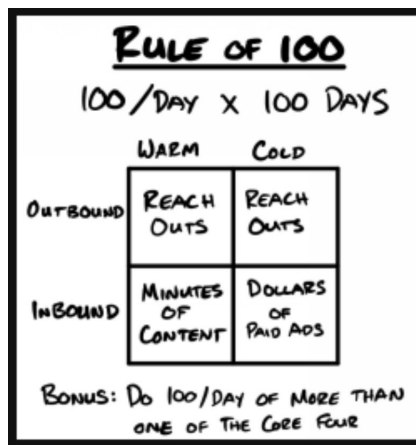 RULE OF 100
100/DAY X 100 DAYS
WARM COLD
OUTBOUND REACH OUTS REACH OUTS
INBOUND MINUTES OF CONTENT DOLLARS OF PAID ADS
BONUS: DO 100/DAY OF MORE THAN
ONE OF THE CORE FOUR